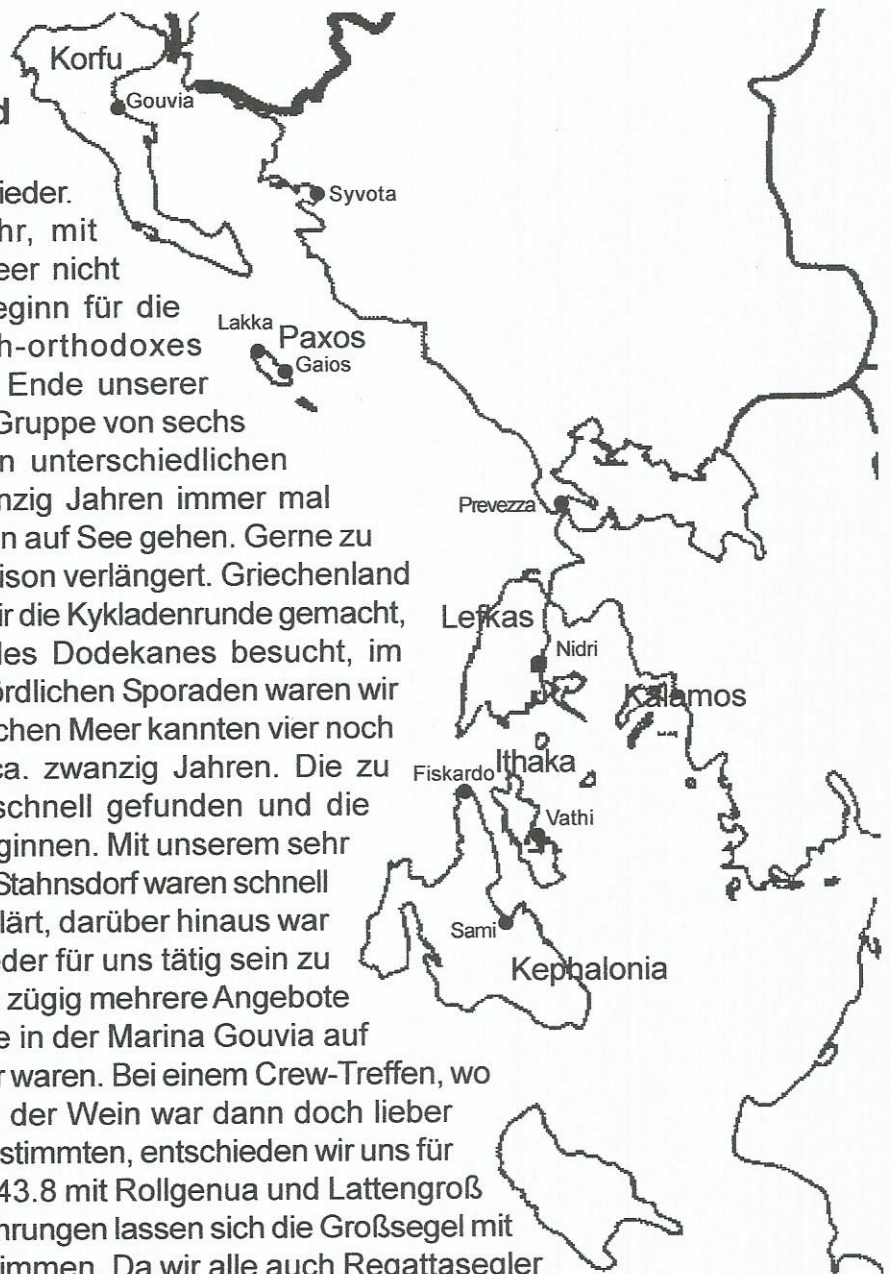 Korfu
Gouvia
d
Syvota
ieder.
hr, mit
eer nicht
eginn für die
Lakka
Paxos
h-orthodoxes
Gaios
Ende unserer
Gruppe von sechs
n unterschiedlichen
nzig Jahren immer mal
Prevezza
n auf See gehen. Gerne zu
ison verlängert. Griechenland
ir die Kykladenrunde gemacht,
Lefkas
Nidri
les Dodekanes besucht, im
ördlichen Sporaden waren wir
Kalamos
chen Meer kannten vier noch
ca. zwanzig Jahren. Die zu
Fiskardo
Ithaka
schnell gefunden und die
Vathi
ginnen. Mit unserem sehr
Stahnsdorf waren schnell
lärt, darüber hinaus war
Sami
eder für uns tätig sein zu
Kephalonia
zügig mehrere Angebote
e in der Marina Gouvia auf
r waren. Bei einem Crew-Treffen, wo
der Wein war dann doch lieber
stimmten, entschieden wir uns für
43.8 mit Rollgenua und Lattengroß
hrungen lassen sich die Großsegel mit
immen. Da wir alle auch Regattasegler